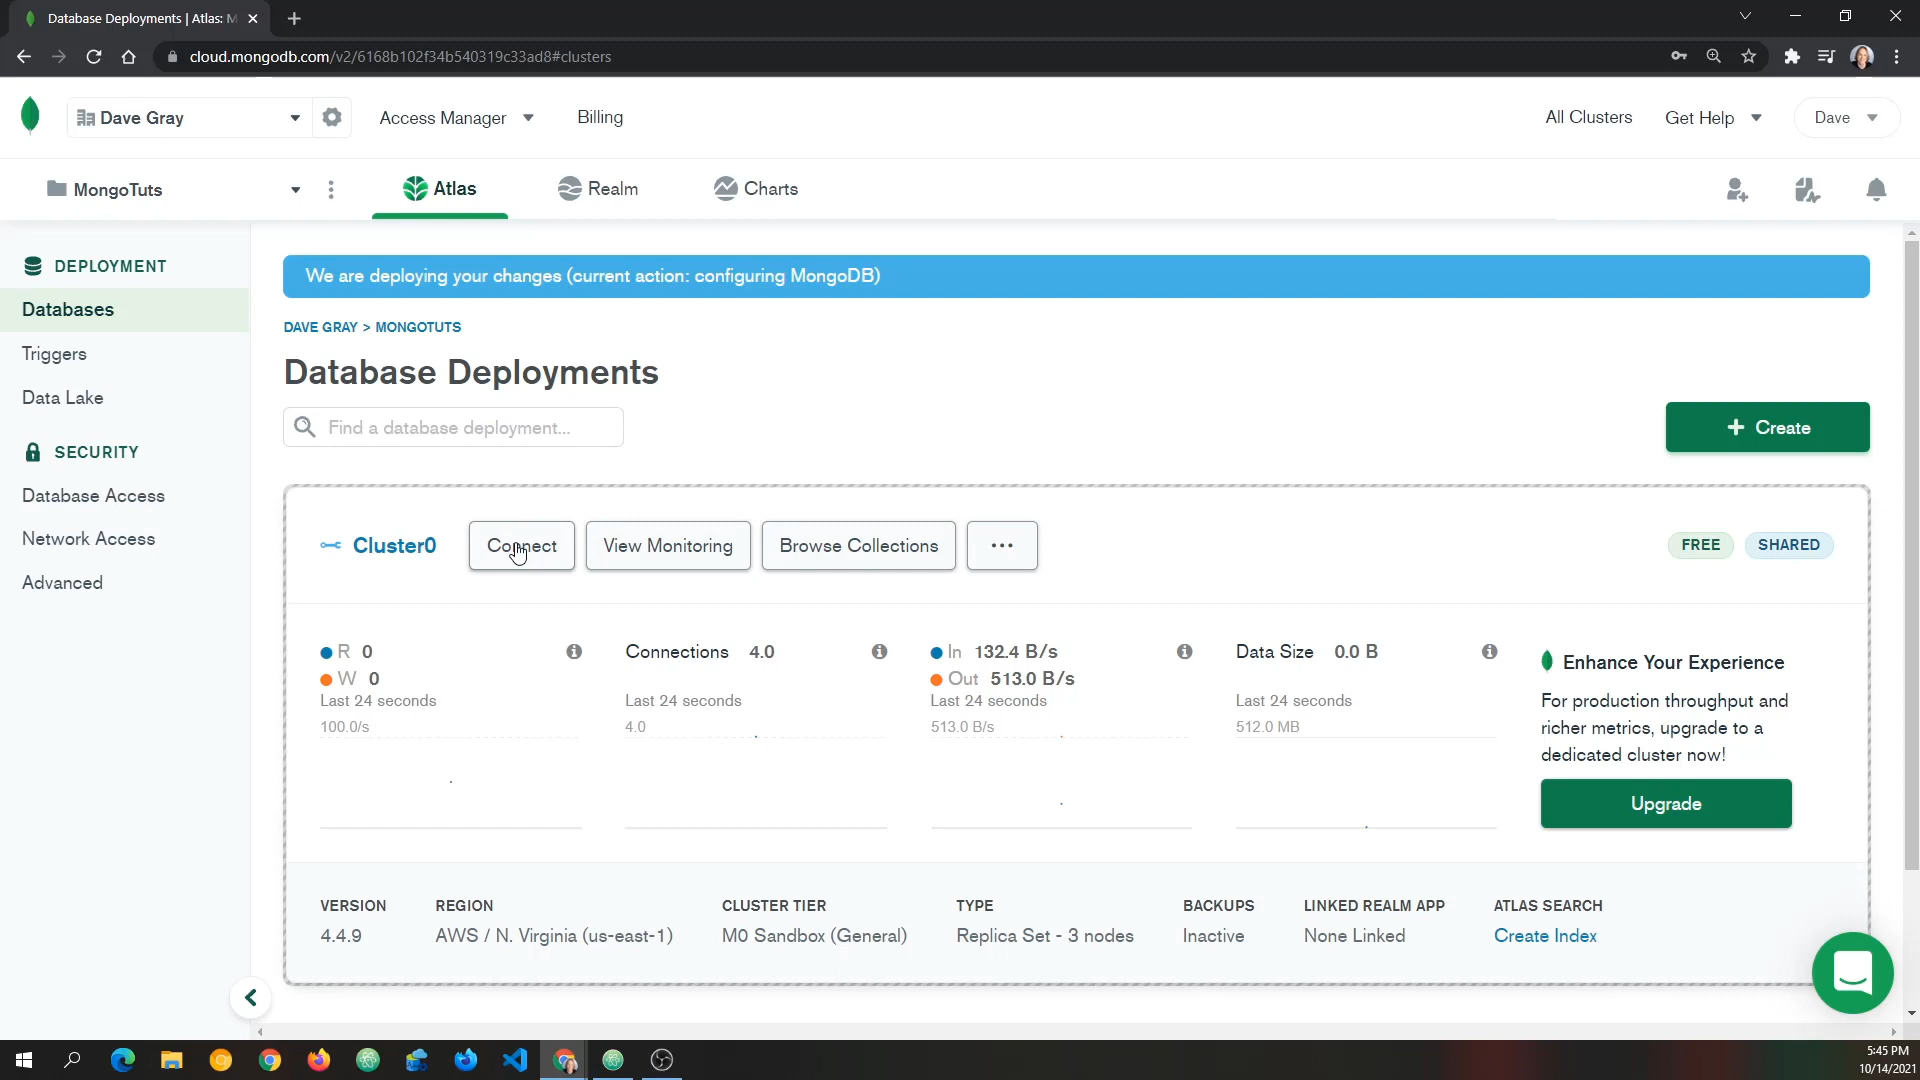 Database Deployments | Atlas: M
cloud.mongodb.com/v2/6168b102f34b540319c33ad8#clusters
Dave Gray
Access Manager
Billing
All Clusters
Get Help
Dave
MongoTuts
Atlas
Realm
Charts
DEPLOYMENT
Databases
Triggers
Data Lake
SECURITY
Database Access
Network Access
Advanced
We are deploying your changes (current action: configuring MongoDB)
DAVE GRAY > MONGOTUTS
Database Deployments
Find a database deployment...
+ Create
Cluster0
Connect
View Monitoring
Browse Collections
...
FREE
SHARED
R 0
W 0
Last 24 seconds
100.0/s
Connections 4.0
Last 24 seconds
4.0
In 132.4 B/s
Out 513.0 B/s
Last 24 seconds
513.0 B/s
Data Size 0.0 B
Last 24 seconds
512.0 MB
Enhance Your Experience
For production throughput and
richer metrics, upgrade to a
dedicated cluster now!
Upgrade
VERSION
4.4.9
REGION
AWS / N. Virginia (us-east-1)
CLUSTER TIER
M0 Sandbox (General)
TYPE
Replica Set - 3 nodes
BACKUPS
Inactive
LINKED REALM APP
None Linked
ATLAS SEARCH
Create Index
5:45 PM
10/14/2021